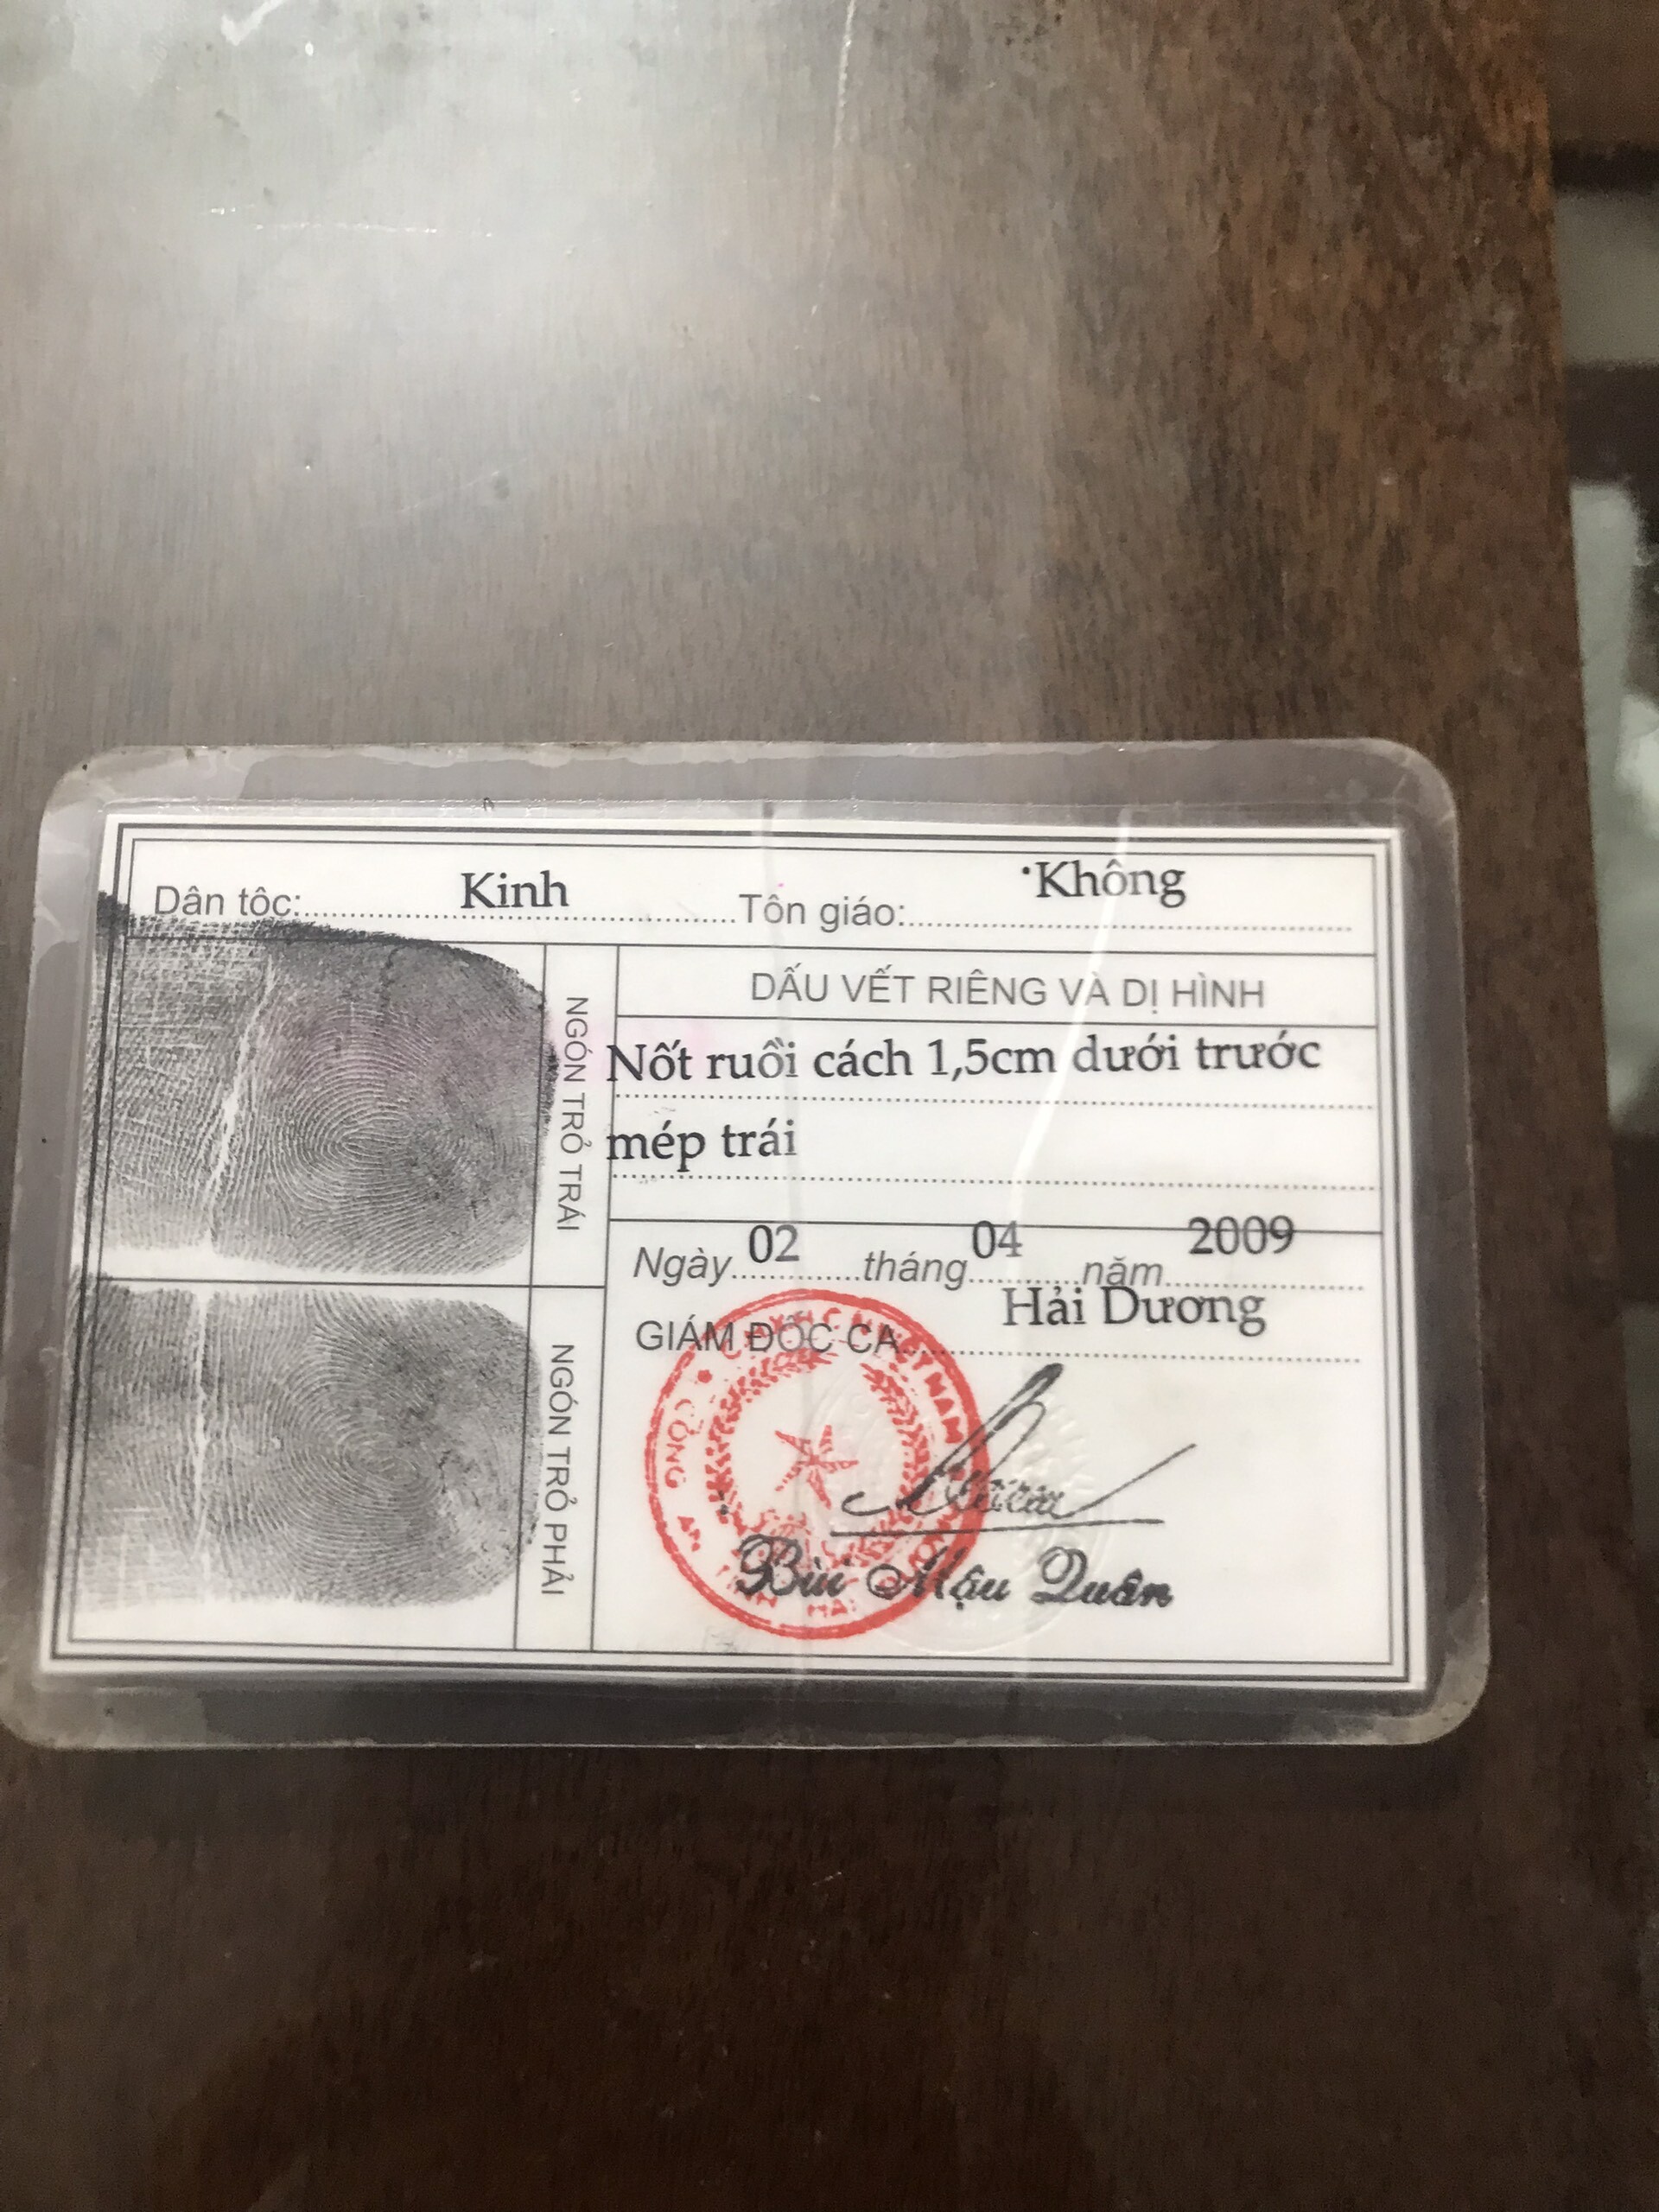 Dân tộc: Kinh Tôn giáo: Không
NGÓN TRỎ TRÁI
NGÓN TRỎ PHẢI
DẤU VẾT RIÊNG VÀ DỊ HÌNH
Nốt ruồi cách 1,5cm dưới trước
mép trái
Ngày 02 tháng 04 năm 2009
GIÁM ĐỐC CA Hải Dương
CÔNG AN
Bùi Mậu Quân